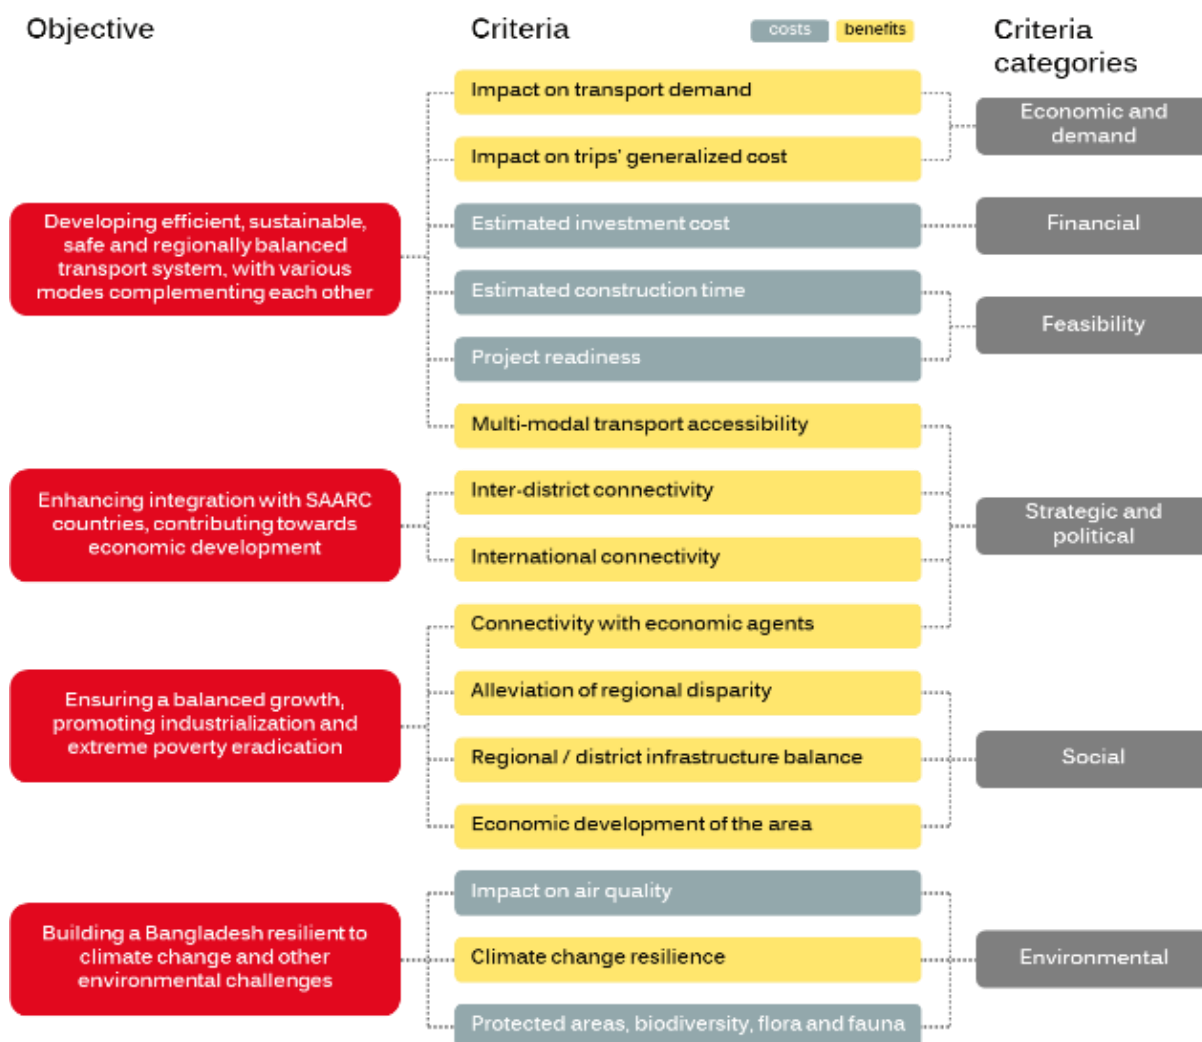 Objective
Criteria
costs
benefits
Criteria
categories
Impact on transport demand
Impact on trips' generalized cost
Economic and
demand
Developing efficient, sustainable,
safe and regionally balanced
transport system, with various
modes complementing each other
Estimated investment cost
Financial
Estimated construction time
Project readiness
Feasibility
Multi-modal transport accessibility
Enhancing integration with SAARC
countries, contributing towards
economic development
Inter-district connectivity
International connectivity
Strategic and
political
Connectivity with economic agents
Ensuring a balanced growth,
promoting industrialization and
extreme poverty eradication
Alleviation of regional disparity
Regional / district infrastructure balance
Economic development of the area
Social
Building a Bangladesh resilient to
climate change and other
environmental challenges
Impact on air quality
Climate change resilience
Protected areas, biodiversity, flora and fauna
Environmental